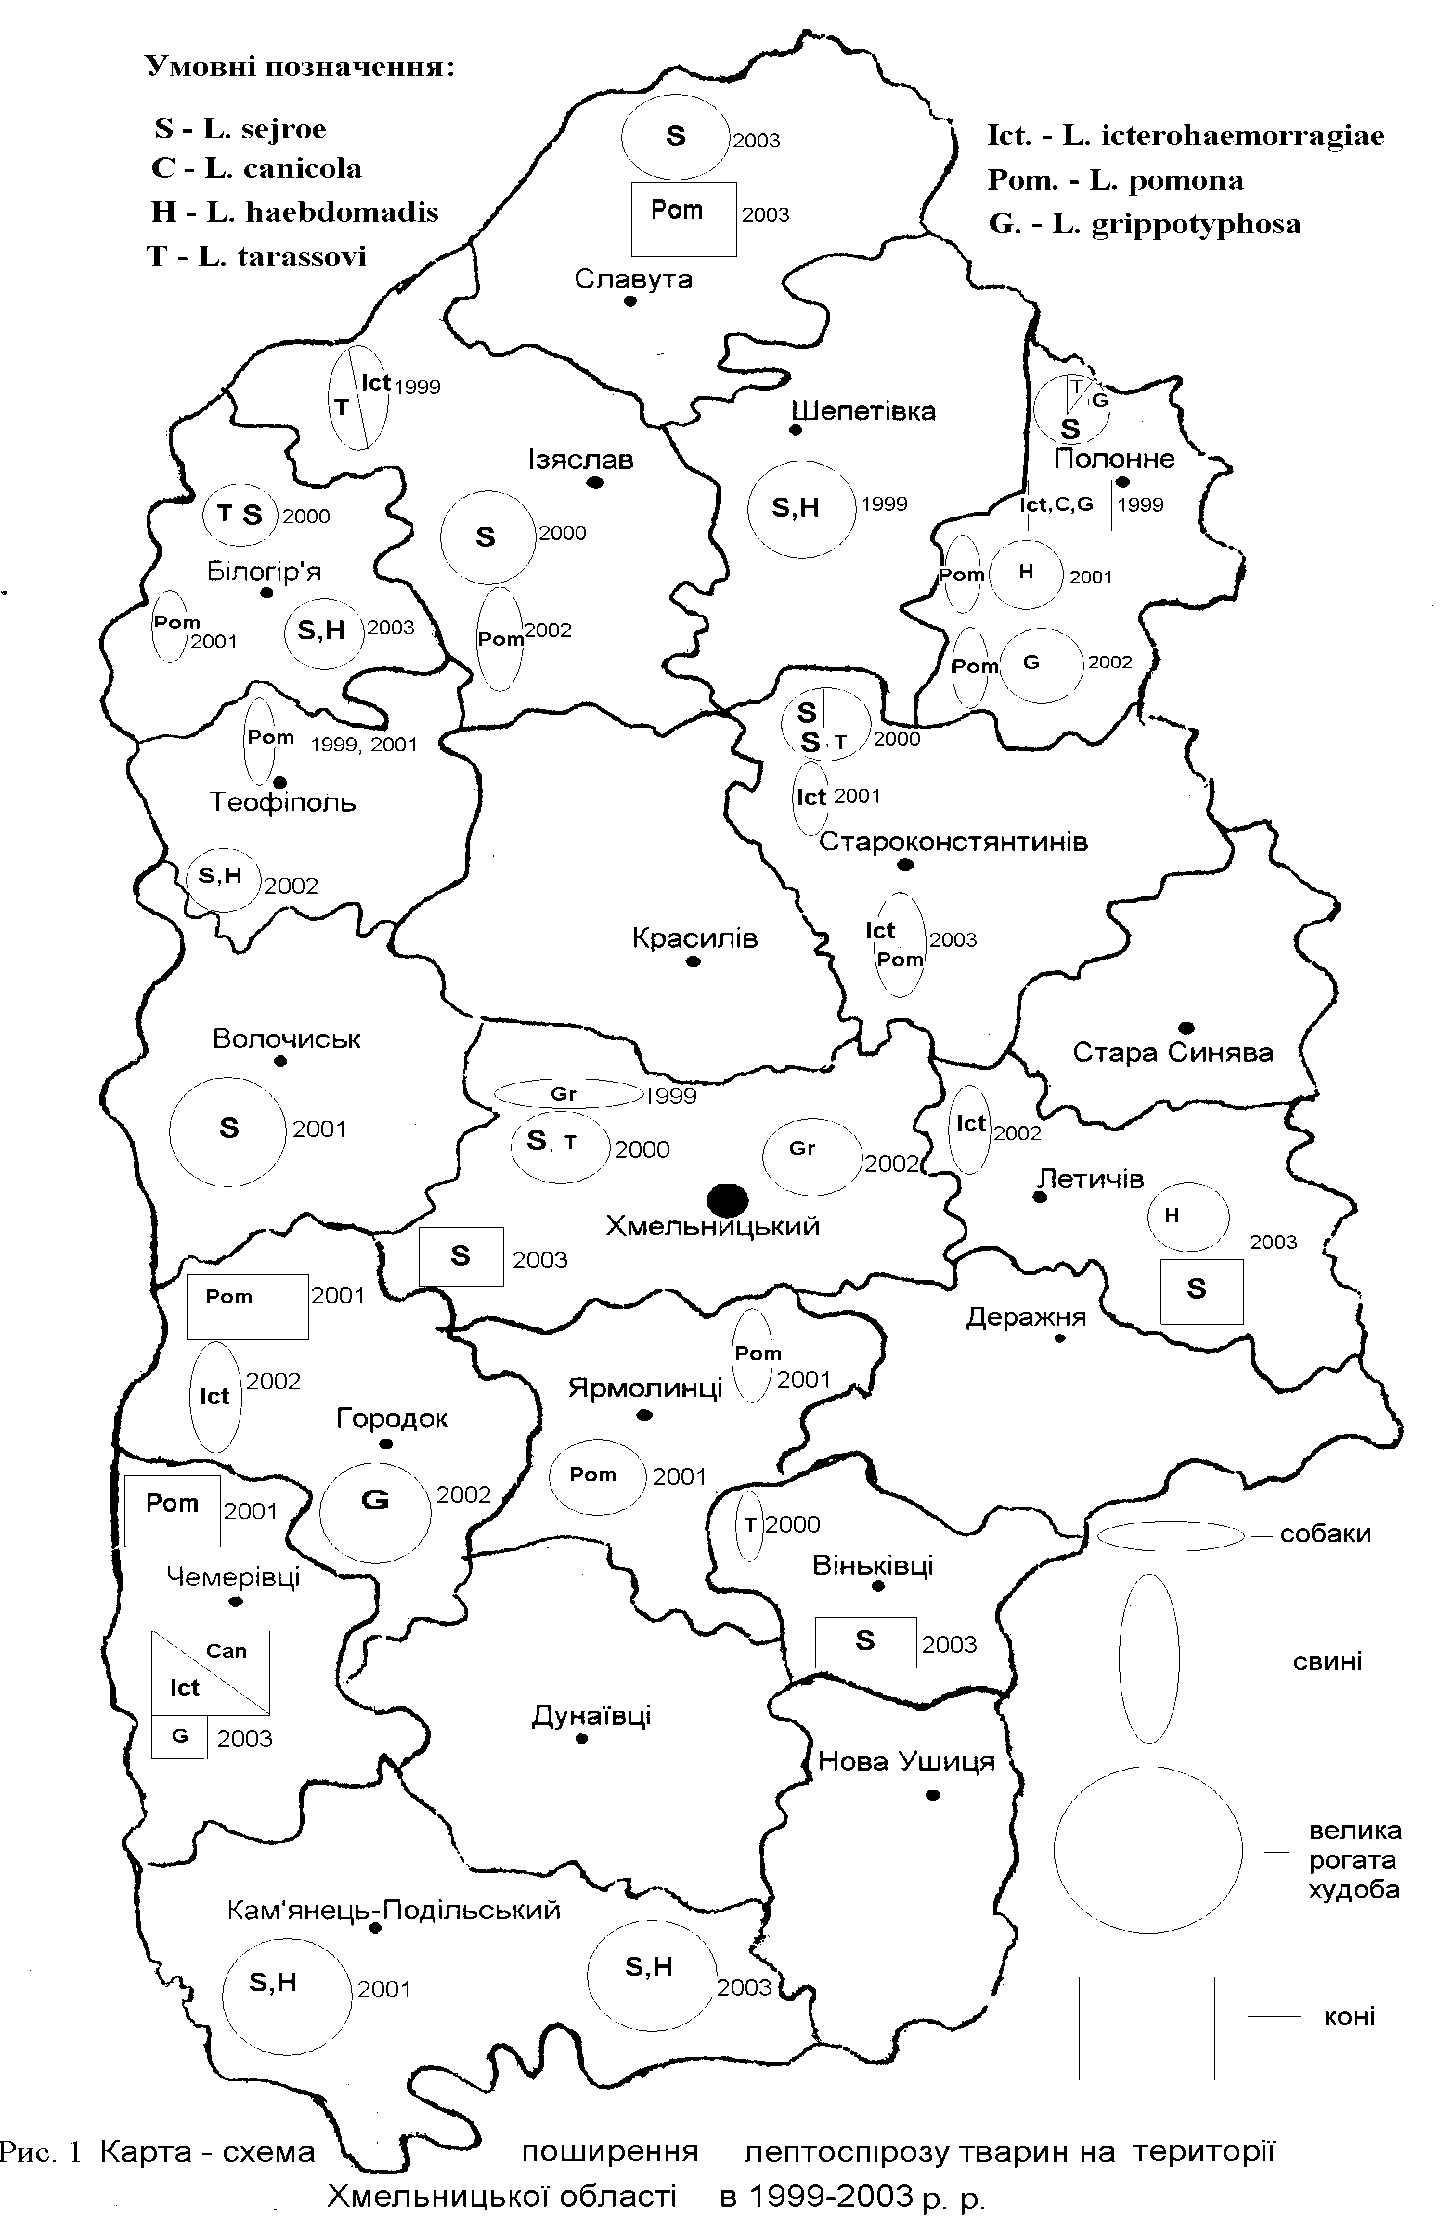 Умовні позначення:
S - L. sejroe
C - L. canicola
H - L. haebdomadis
T - L. tarassovi
Ict. - L. icterohaemorragiae
Pom. - L. pomona
G. - L. grippotyphosa
S 2003
Pom 2003
Славута
T Ict 1999
Шепетівка
S,H 1999
T G
S
Полонне
Ict,C,G 1999
Pom H 2001
Pom G 2002
Ізяслав
S 2000
Pom 2002
T S 2000
Білогір'я
Pom 2001
S,H 2003
Pom 1999, 2001
Теофіполь
S,H 2002
S
S T 2000
Ict 2001
Староконстянтинів
Ict
Pom 2003
Красилів
Стара Синява
Волочиськ
S 2001
Gr 1999
S, T 2000
Gr 2002
Хмельницький
S 2003
Ict 2002
Летичів
H
2003
S
Деражня
Pom 2001
Ict 2002
Городок
G 2002
Pom 2001
Ярмолинці
Pom 2001
T 2000
Віньківці
S 2003
Pom 2001
Чемерівці
Can
Ict
G 2003
Дунаївці
Нова Ушиця
Кам'янець-Подільський
S,H 2001
S,H 2003
собаки
свині
велика
рогата
худоба
коні
Рис. 1 Карта - схема поширення лептоспірозу тварин на території
Хмельницької області в 1999-2003 р. р.